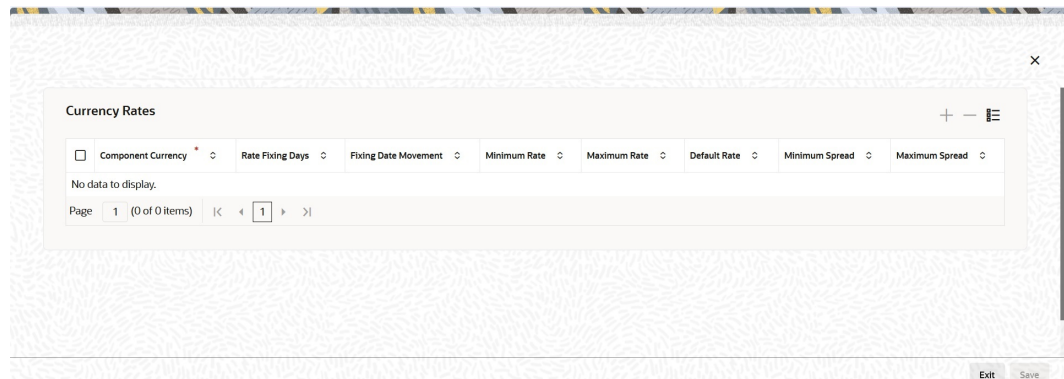 Currency Rates
Component Currency * Rate Fixing Days Fixing Date Movement Minimum Rate Maximum Rate Default Rate Minimum Spread Maximum Spread
No data to display.
Page 1 (0 of 0 items) 1
Exit Save